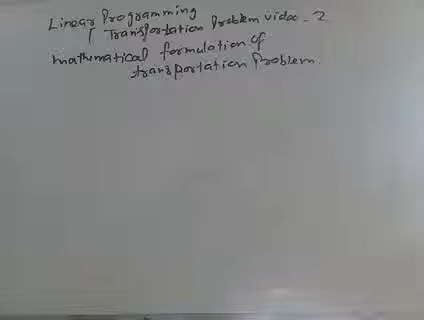 Linear Programming
( Transportation Problem video - 2
mathematical formulation of
transportation Problem.